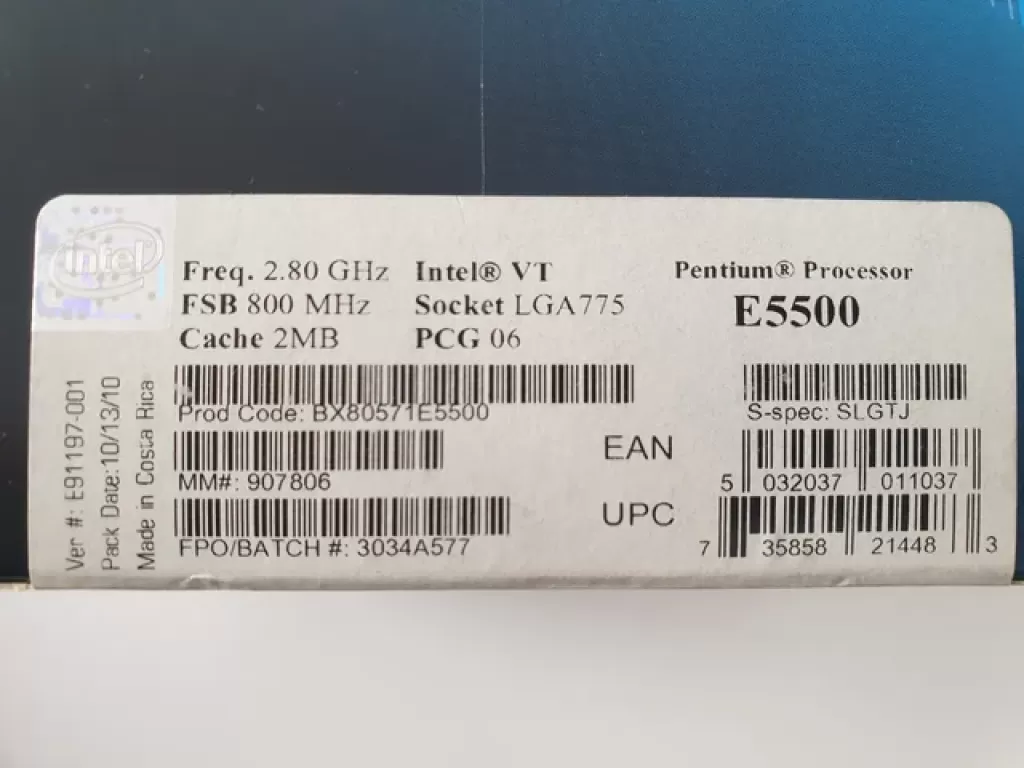 intel
Freq. 2.80 GHz Intel® VT
FSB 800 MHz Socket LGA775
Cache 2MB PCG 06
Pentium® Processor
E5500
Prod Code: BX80571E5500
S-spec: SLGTJ
MM#: 907806
EAN
5 032037 011037
FPO/BATCH #: 3034A577
UPC
7 35858 21448 3
Ver #: E91197-001
Pack Date:10/13/10
Made in Costa Rica